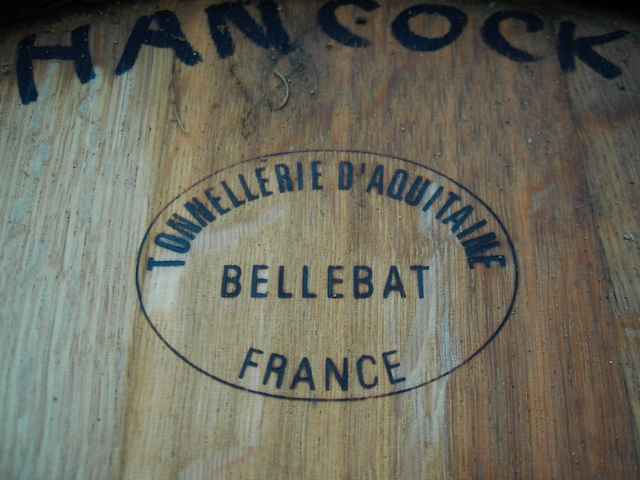 HANCOCK
TONNELLERIE D'AQUITAINE
BELLEBAT
FRANCE